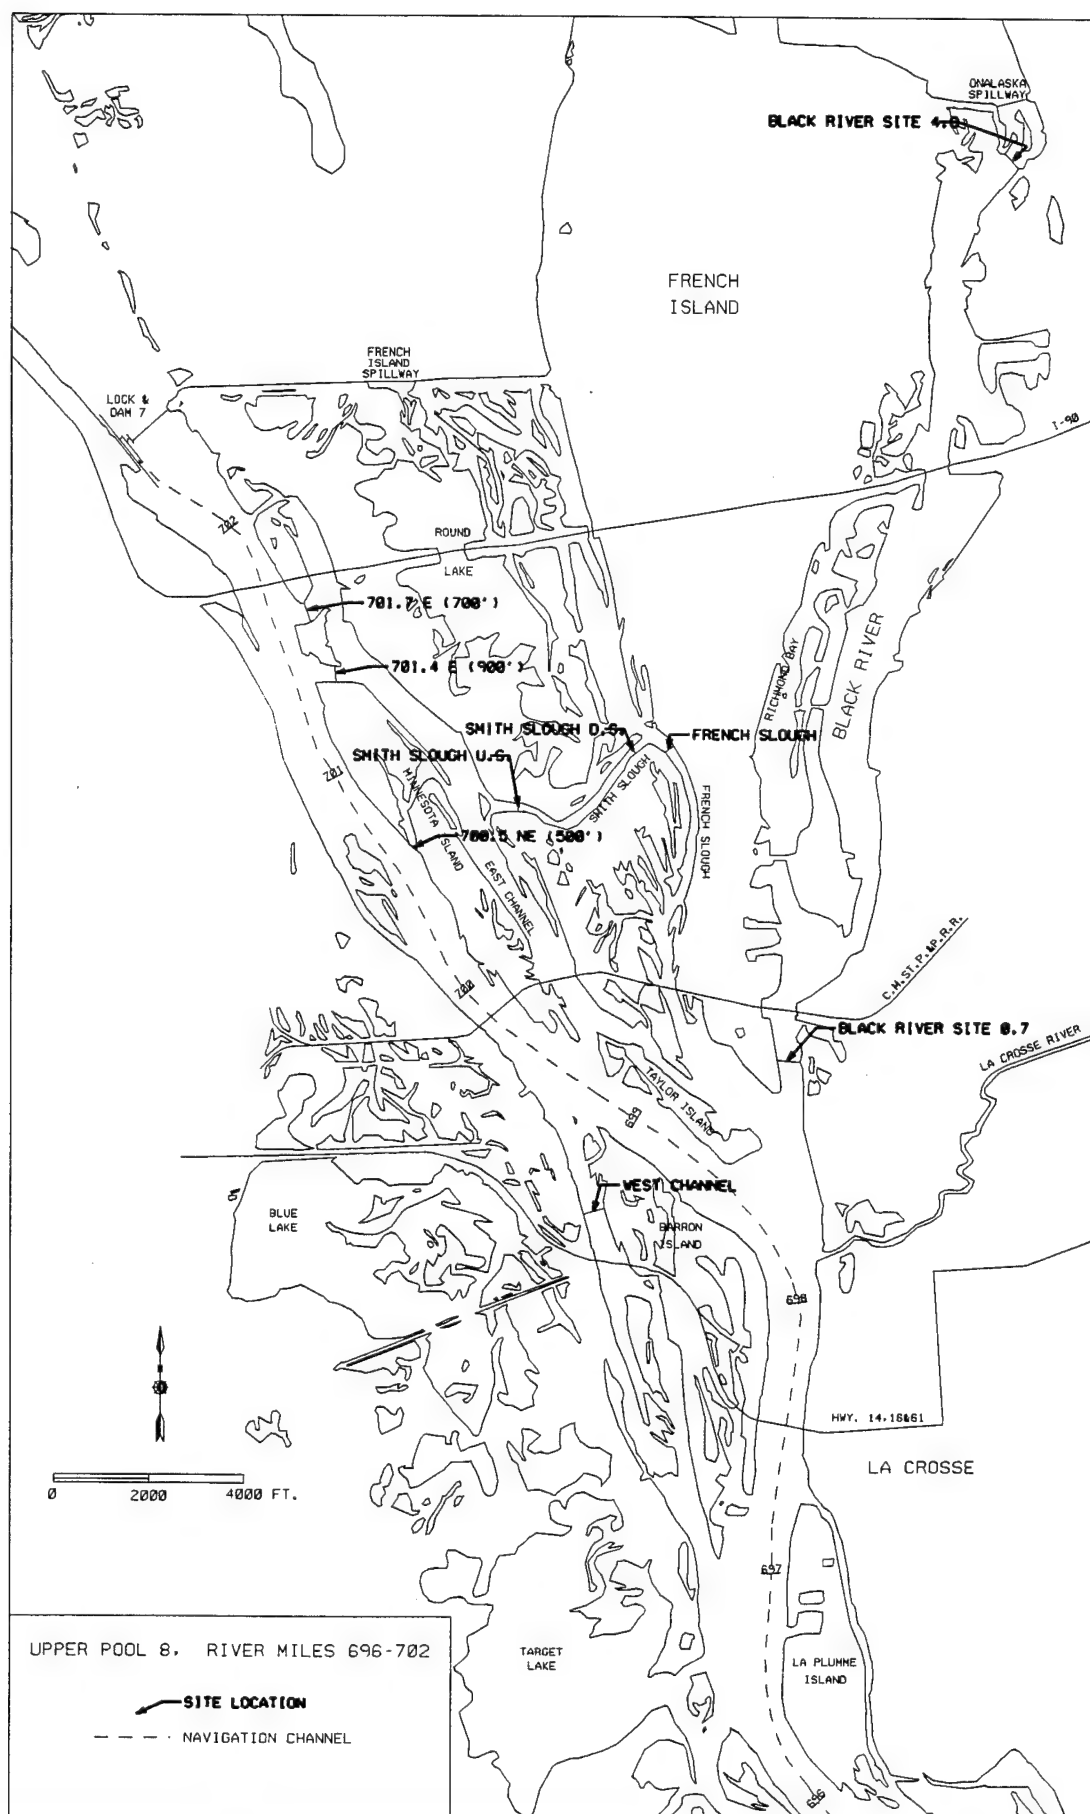 ONALASKA
SPILLWAY
BLACK RIVER SITE 4.0
FRENCH
ISLAND
FRENCH
ISLAND
SPILLWAY
LOCK &
DAM 7
I-90
702
ROUND
LAKE
701.7 E (700')
701.4 E (900')
RICHMOND BAY
BLACK RIVER
SMITH SLOUGH D.S.
FRENCH SLOUGH
SMITH SLOUGH U.S.
701
MINNESOTA
ISLAND
SMITH SLOUGH
FRENCH SLOUGH
700.5 NE (500')
EAST CHANNEL
700
C.M.ST.P.&P.R.R.
BLACK RIVER SITE 0.7
LA CROSSE RIVER
TAYLOR ISLAND
699
WEST CHANNEL
BLUE
LAKE
BARRON
ISLAND
698
HWY. 14,16&61
LA CROSSE
0 2000 4000 FT.
697
TARGET
LAKE
LA PLUMME
ISLAND
696
UPPER POOL 8, RIVER MILES 696-702
SITE LOCATION
NAVIGATION CHANNEL